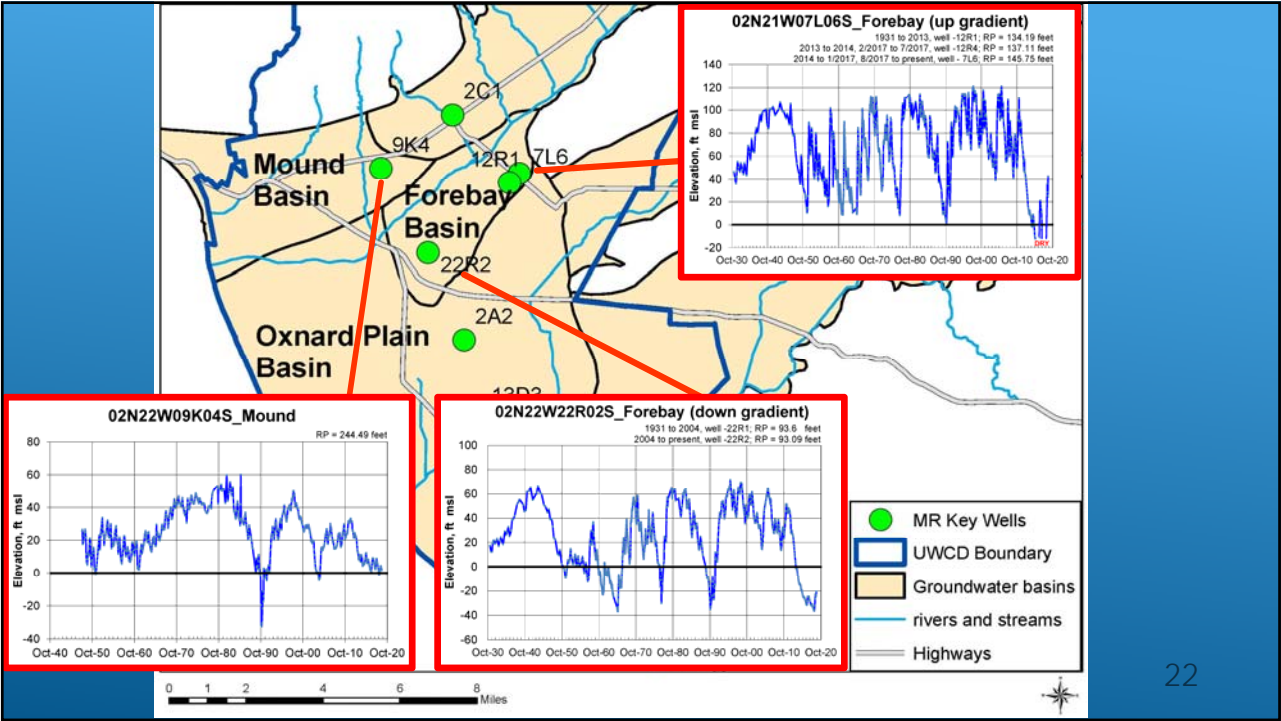 02N21W07L06S_Forebay (up gradient)
1931 to 2013, well -12R1; RP = 134.19 feet
2013 to 2014, 2/2017 to 7/2017, well -12R4; RP = 137.11 feet
2014 to 1/2017, 8/2017 to present, well - 7L6; RP = 145.75 feet
140
120
100
80
60
40
20
0
-20
Elevation, ft msl
DRY
Oct-30 Oct-40 Oct-50 Oct-60 Oct-70 Oct-80 Oct-90 Oct-00 Oct-10 Oct-20
2C1
9K4
12R1
7L6
Mound
Basin
Forebay
Basin
22R2
2A2
Oxnard Plain
Basin
02N22W09K04S_Mound
RP = 244.49 feet
80
60
40
20
0
-20
-40
Elevation, ft msl
Oct-40 Oct-50 Oct-60 Oct-70 Oct-80 Oct-90 Oct-00 Oct-10 Oct-20
02N22W22R02S_Forebay (down gradient)
1931 to 2004, well -22R1; RP = 93.6 feet
2004 to present, well -22R2; RP = 93.09 feet
100
80
60
40
20
0
-20
-40
-60
Elevation, ft msl
Oct-30 Oct-40 Oct-50 Oct-60 Oct-70 Oct-80 Oct-90 Oct-00 Oct-10 Oct-20
MR Key Wells
UWCD Boundary
Groundwater basins
rivers and streams
Highways
0 1 2 4 6 8
Miles
22